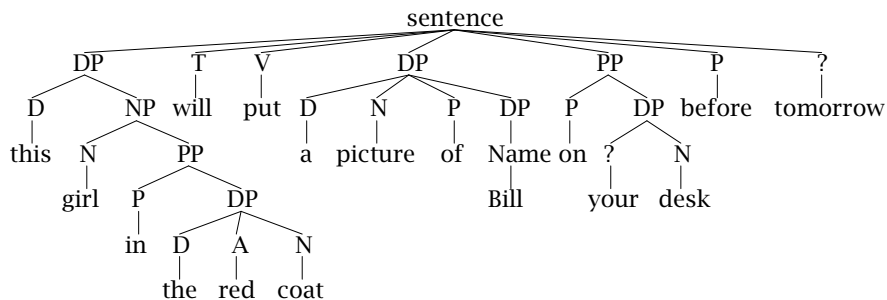 sentence
DP T V DP PP P ?
D NP will put D N P DP P DP before tomorrow
this N PP a picture of Name on ? N
girl P DP Bill your desk
in D A N
the red coat